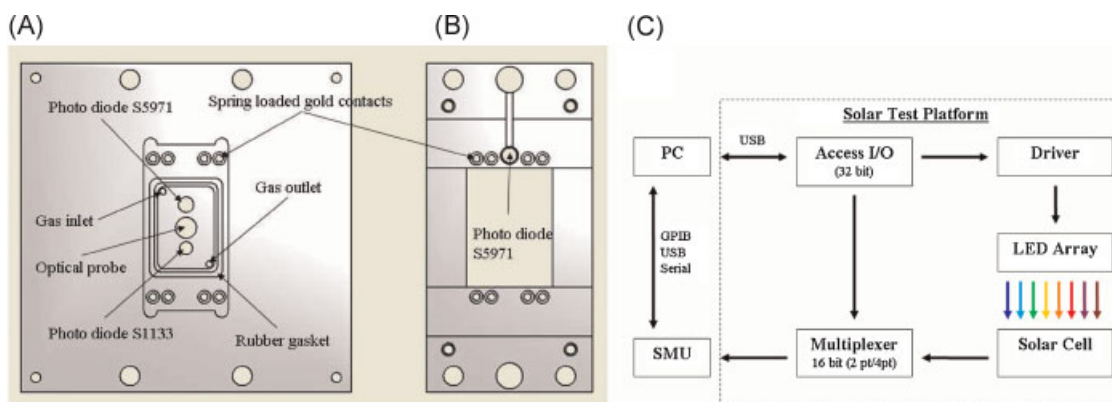 (A)
Photo diode S5971
Gas inlet
Optical probe
Photo diode S1133
Spring loaded gold contacts
Gas outlet
Rubber gasket
(B)
Photo diode
S5971
(C)
Solar Test Platform
PC
USB
Access I/O
(32 bit)
Driver
GPIB
USB
Serial
LED Array
SMU
Multiplexer
16 bit (2 pt/4pt)
Solar Cell